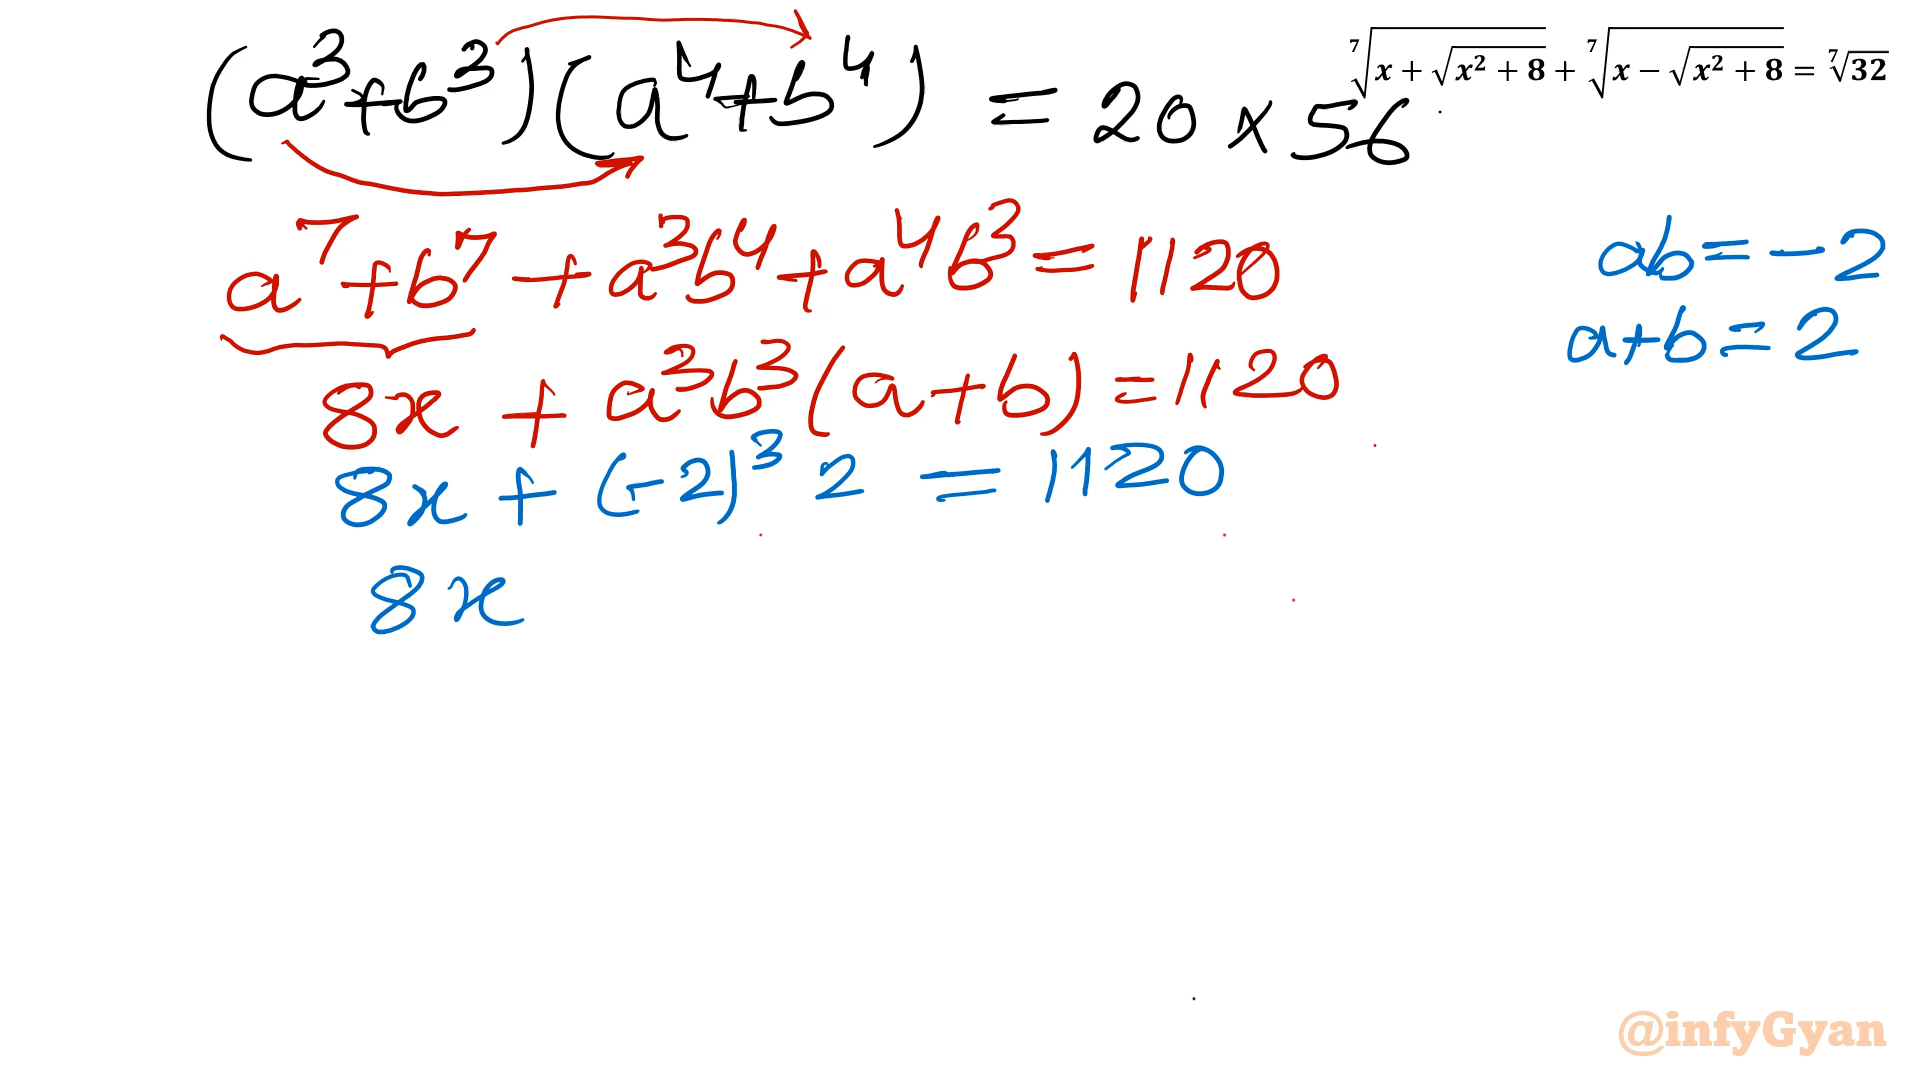 (a³+b³)(a⁴+b⁴) = 20 × 56
⁷√(x + √(x² + 8)) + ⁷√(x − √(x² + 8)) = ⁷√32
a⁷+b⁷ + a³b⁴ + a⁴b³ = 1120
ab = −2
a+b = 2
8x + a³b³(a+b) = 1120
8x + (−2)³ 2 = 1120
8x
@infyGyan